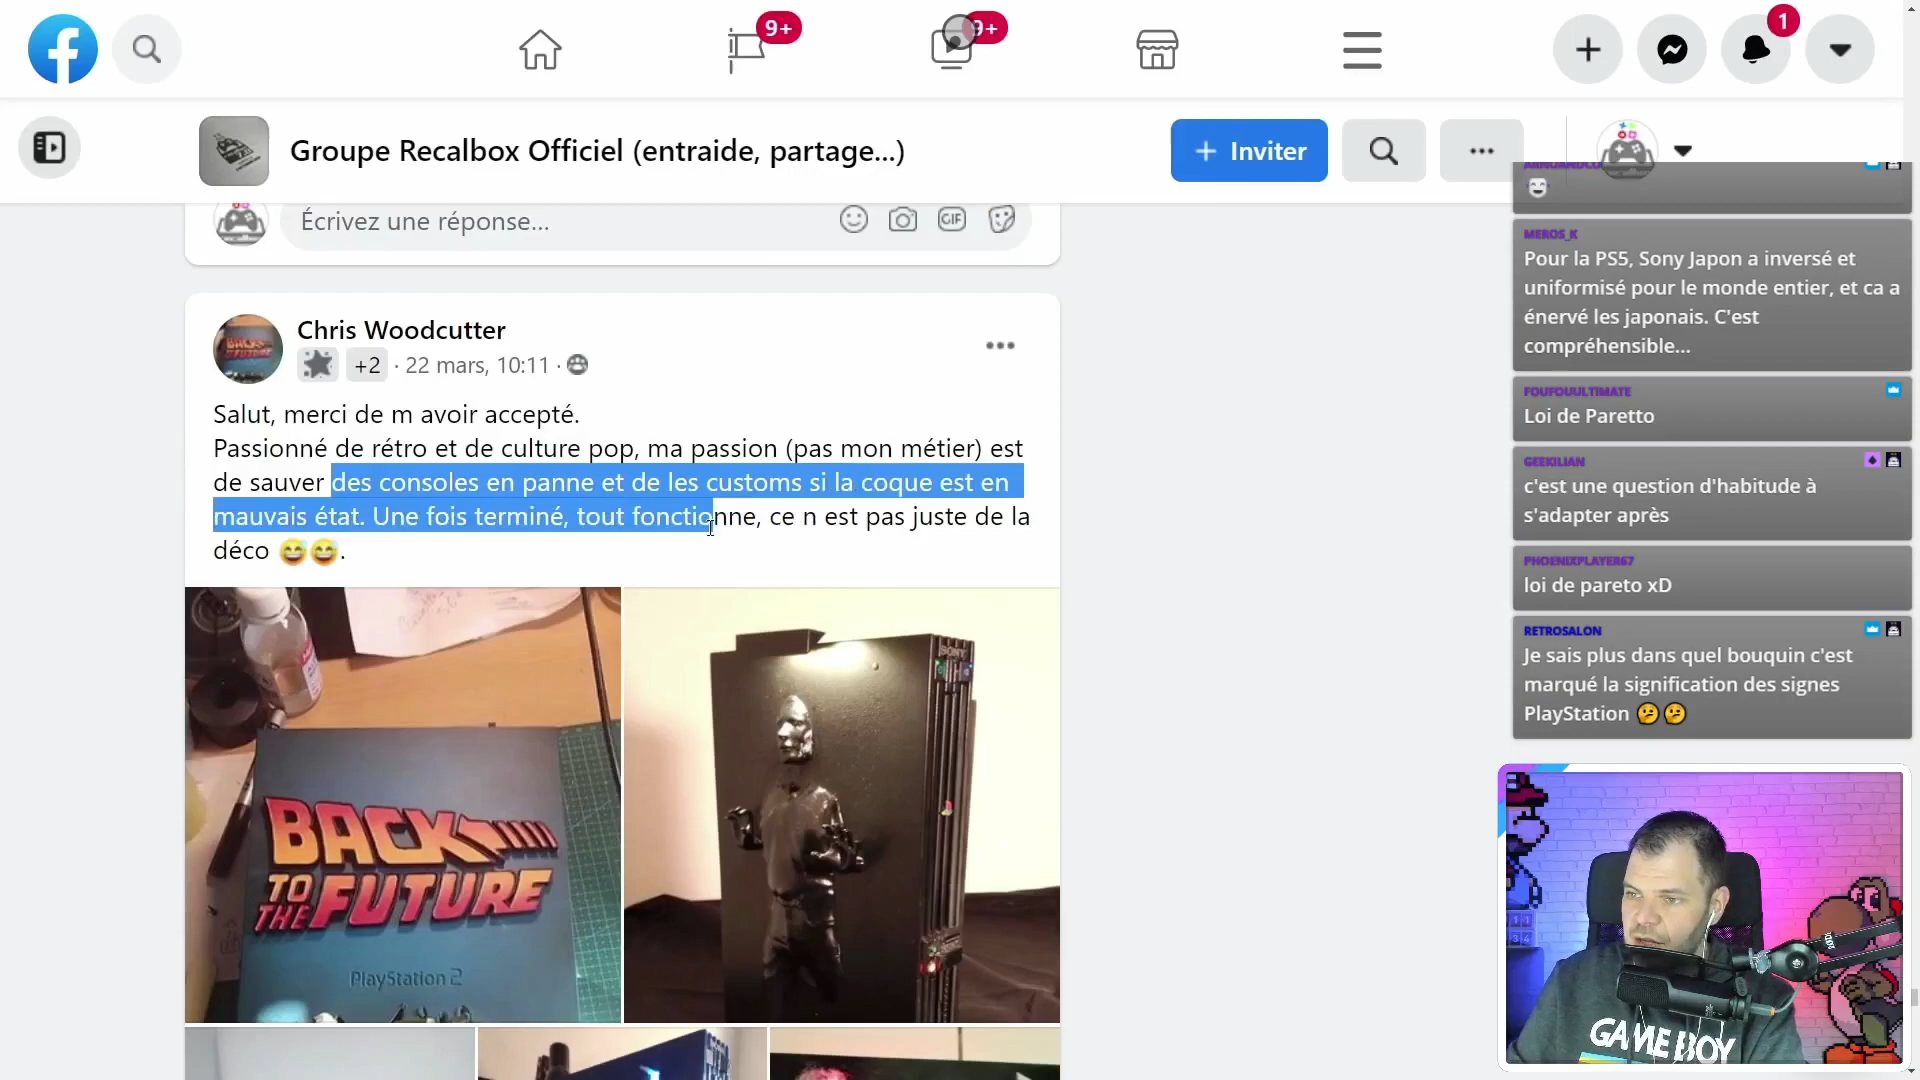 9+
9+
1
Groupe Recalbox Officiel (entraide, partage...)
+ Inviter
Écrivez une réponse...
GIF
Chris Woodcutter
+2 · 22 mars, 10:11 ·
Salut, merci de m avoir accepté.
Passionné de rétro et de culture pop, ma passion (pas mon métier) est
de sauver des consoles en panne et de les customs si la coque est en
mauvais état. Une fois terminé, tout fonctionne, ce n est pas juste de la
déco 😅😅.
BACK
TO
THE FUTURE
PlayStation 2
SONY
MEROS_K
Pour la PS5, Sony Japon a inversé et
uniformisé pour le monde entier, et ca a
énervé les japonais. C'est
compréhensible...
FOUFOUULTIMATE
Loi de Paretto
GEEKILIAN
c'est une question d'habitude à
s'adapter après
PHOENIXPLAYER67
loi de pareto xD
RETROSALON
Je sais plus dans quel bouquin c'est
marqué la signification des signes
PlayStation 🤔🤔
GAME BOY